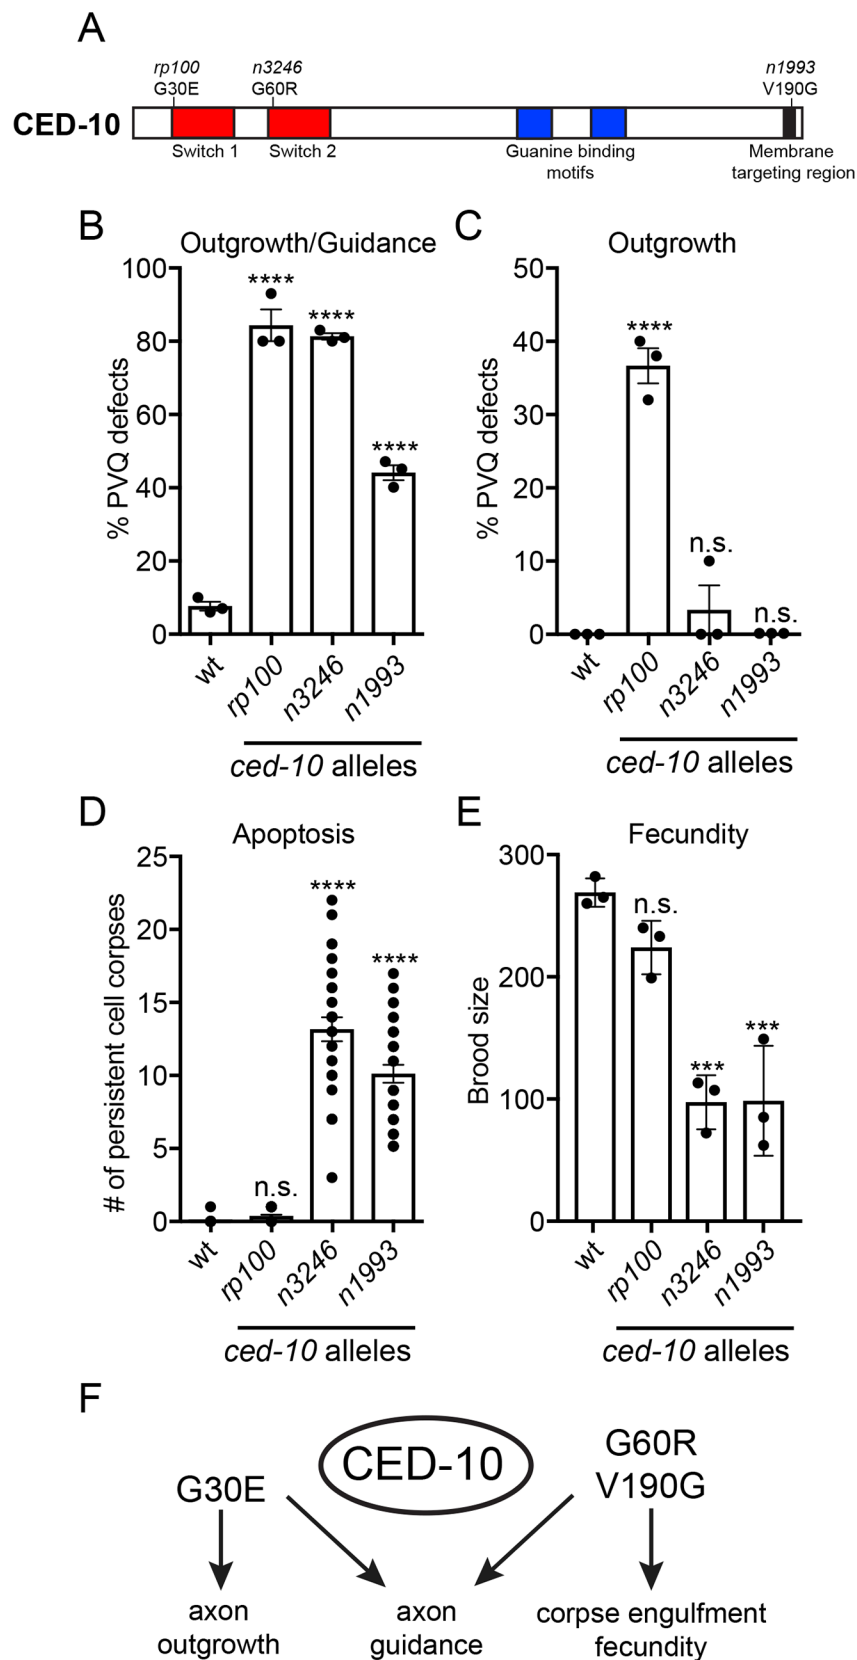 A
rp100
G30E
n3246
G60R
n1993
V190G
CED-10
Switch 1
Switch 2
Guanine binding
motifs
Membrane
targeting region
B
Outgrowth/Guidance
% PVQ defects
100
80
60
40
20
0
****
****
****
wt
rp100
n3246
n1993
ced-10 alleles
C
Outgrowth
% PVQ defects
50
40
30
20
10
0
****
n.s.
n.s.
wt
rp100
n3246
n1993
ced-10 alleles
D
Apoptosis
# of persistent cell corpses
25
20
15
10
5
0
n.s.
****
****
wt
rp100
n3246
n1993
ced-10 alleles
E
Fecundity
Brood size
300
200
100
0
n.s.
***
***
wt
rp100
n3246
n1993
ced-10 alleles
F
CED-10
G30E
G60R
V190G
axon
outgrowth
axon
guidance
corpse engulfment
fecundity